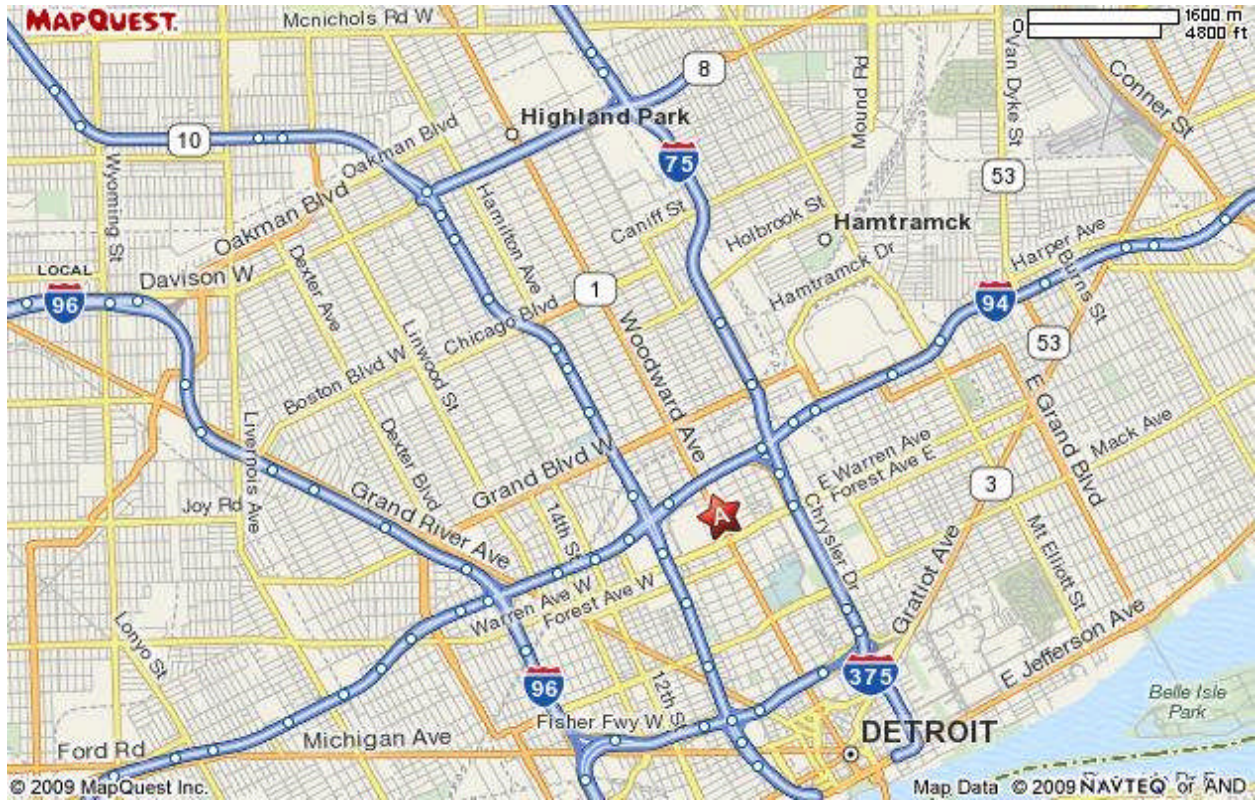 MAPQUEST.
Mcnichols Rd W
0
1600 m
4800 ft
8
Van Dyke St
Conner St
Mound Rd
10
Highland Park
Oakman Blvd
75
53
Wyoming St
Oakman Blvd
Hamilton Ave
Caniff St
Holbrook St
Hamtramck
LOCAL
96
Davison W
Dexter Ave
1
Hamtramck Dr
94
Harper Ave
Burns St
Chicago Blvd
Linwood St
Woodward Ave
53
Boston Blvd W
E Grand Blvd
Livernois Ave
Dexter Blvd
Grand Blvd W
E Warren Ave
Forest Ave E
Mack Ave
Joy Rd
Grand River Ave
14th St
A
Chrysler Dr
3
Mt Elliott St
Gratiot Ave
Warren Ave W
Forest Ave W
Lonyo St
96
12th St
375
E Jefferson Ave
Belle Isle
Park
Fisher Fwy W
Ford Rd
Michigan Ave
DETROIT
© 2009 MapQuest Inc.
Map Data © 2009 NAVTEQ or AND